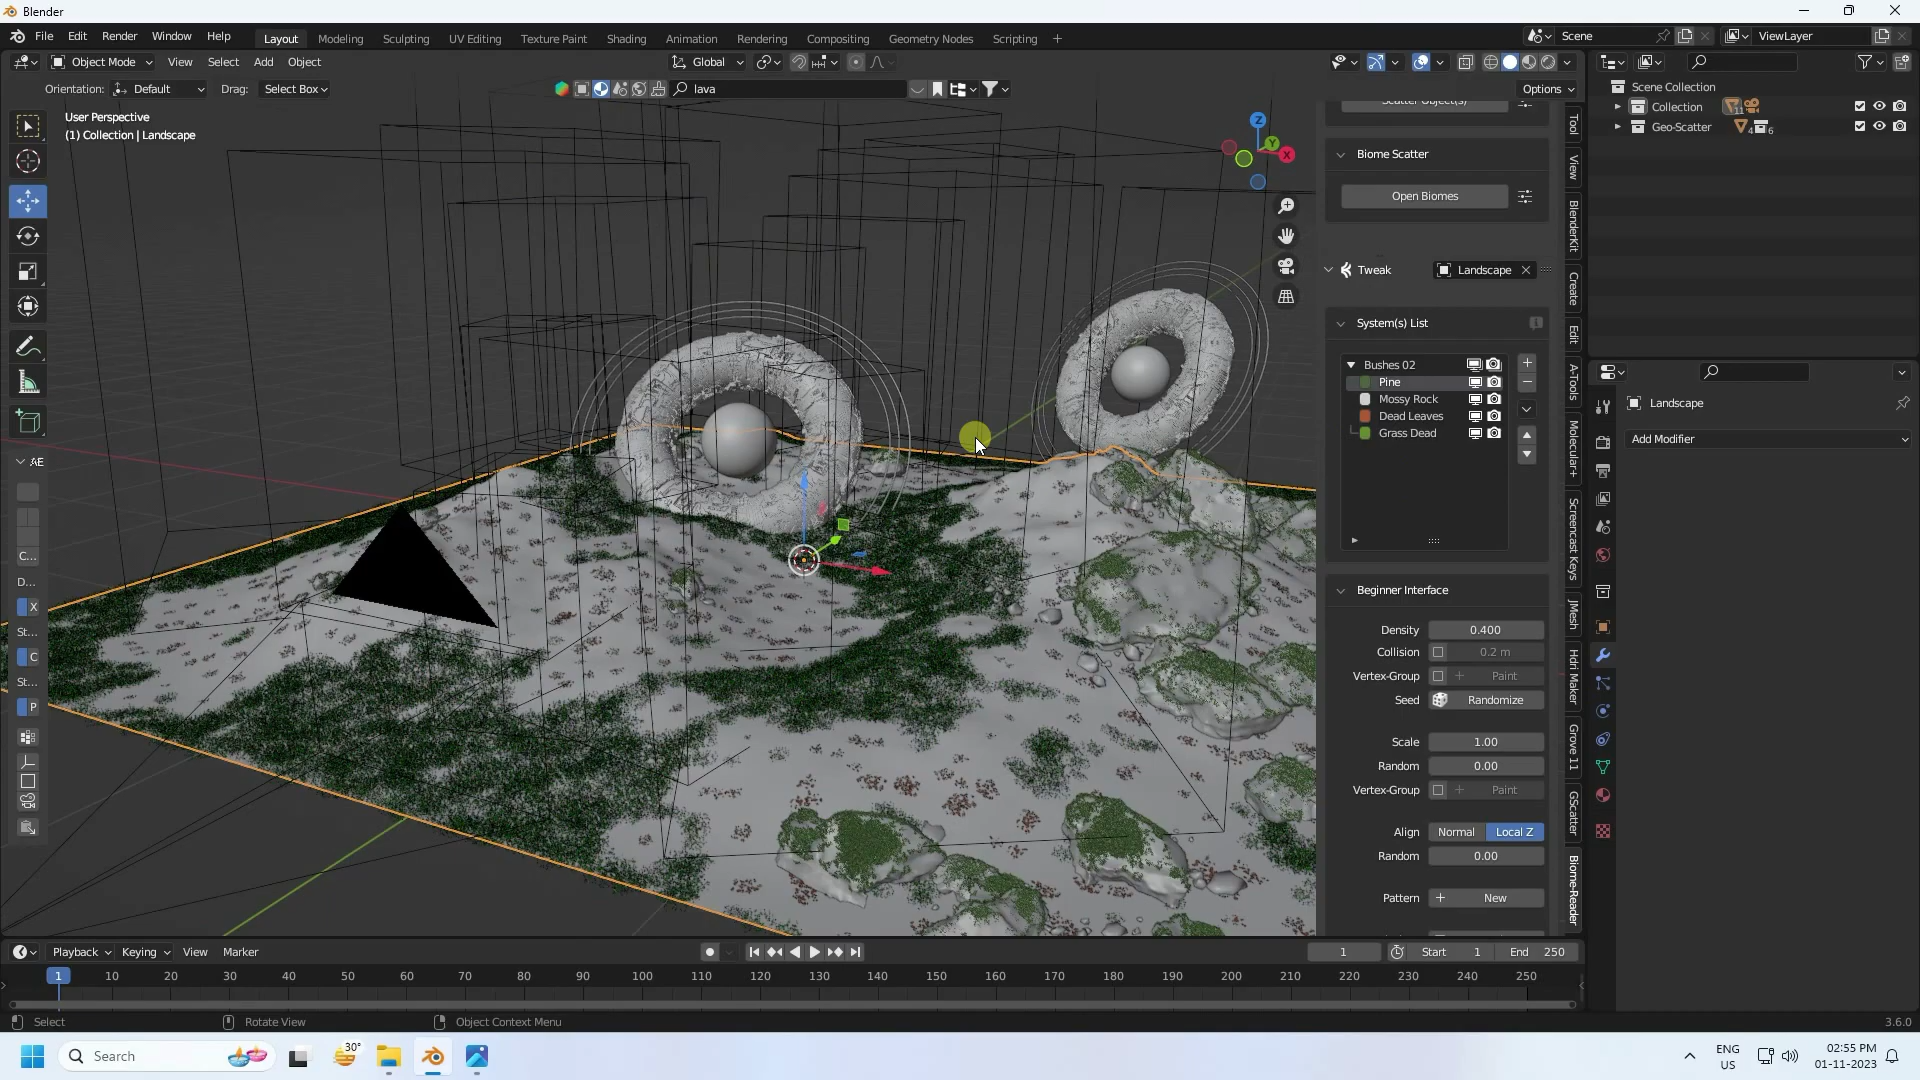 Blender
File Edit Render Window Help
Layout Modeling Sculpting UV Editing Texture Paint Shading Animation Rendering Compositing Geometry Nodes Scripting +
Scene
ViewLayer
Object Mode View Select Add Object
Global
Orientation: Default Drag: Select Box
lava
Options
User Perspective
(1) Collection | Landscape
Z
Y
X
Scene Collection
Collection 11
Geo-Scatter 4 6
Scatter Object(s)
Biome Scatter
Open Biomes
Tweak Landscape
System(s) List
Bushes 02
Pine
Mossy Rock
Dead Leaves
Grass Dead
Beginner Interface
Density 0.400
Collision 0.2 m
Vertex-Group + Paint
Seed Randomize
Scale 1.00
Random 0.00
Vertex-Group + Paint
Align Normal Local Z
Random 0.00
Pattern + New
Tool
View
BlenderKit
Create
Edit
A-Tools
Molecular+
Screencast Keys
JMesh
Hdri Maker
Grove 11
GScatter
Biome-Reader
Landscape
Add Modifier
AE
C...
D...
X
St...
C
St...
P
Playback Keying View Marker
1 Start 1 End 250
1 10 20 30 40 50 60 70 80 90 100 110 120 130 140 150 160 170 180 190 200 210 220 230 240 250
Select Rotate View Object Context Menu
3.6.0
Search
30°
ENG
US
02:55 PM
01-11-2023